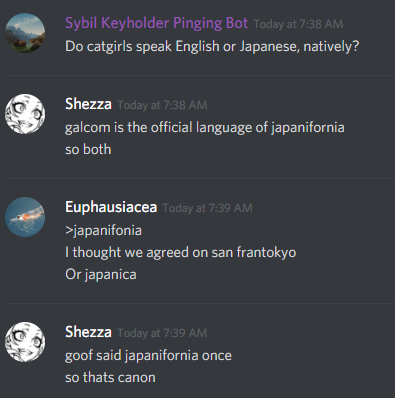 Sybil Keyholder Pinging Bot Today at 7:38 AM
Do catgirls speak English or Japanese, natively?
Shezza Today at 7:38 AM
galcom is the official language of japanifornia
so both
Euphausiacea Today at 7:39 AM
>japanifonia
I thought we agreed on san frantokyo
Or japanica
Shezza Today at 7:39 AM
goof said japanifornia once
so thats canon